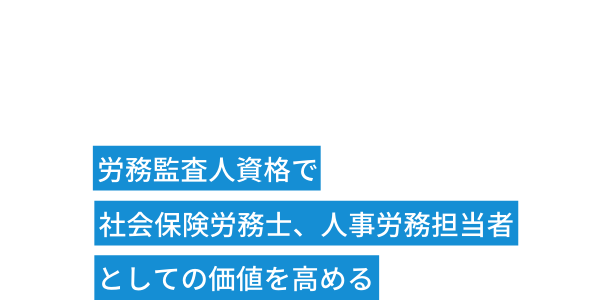 労務監査人資格で
社会保険労務士、人事労務担当者
としての価値を高める